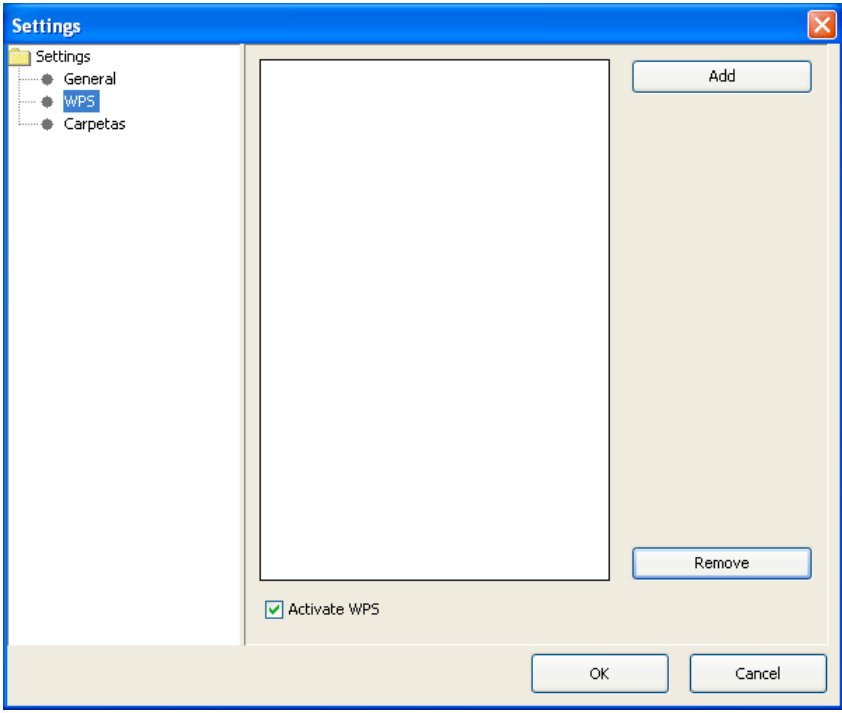 Settings
Settings
General
WPS
Carpetas
Add
Remove
Activate WPS
OK
Cancel